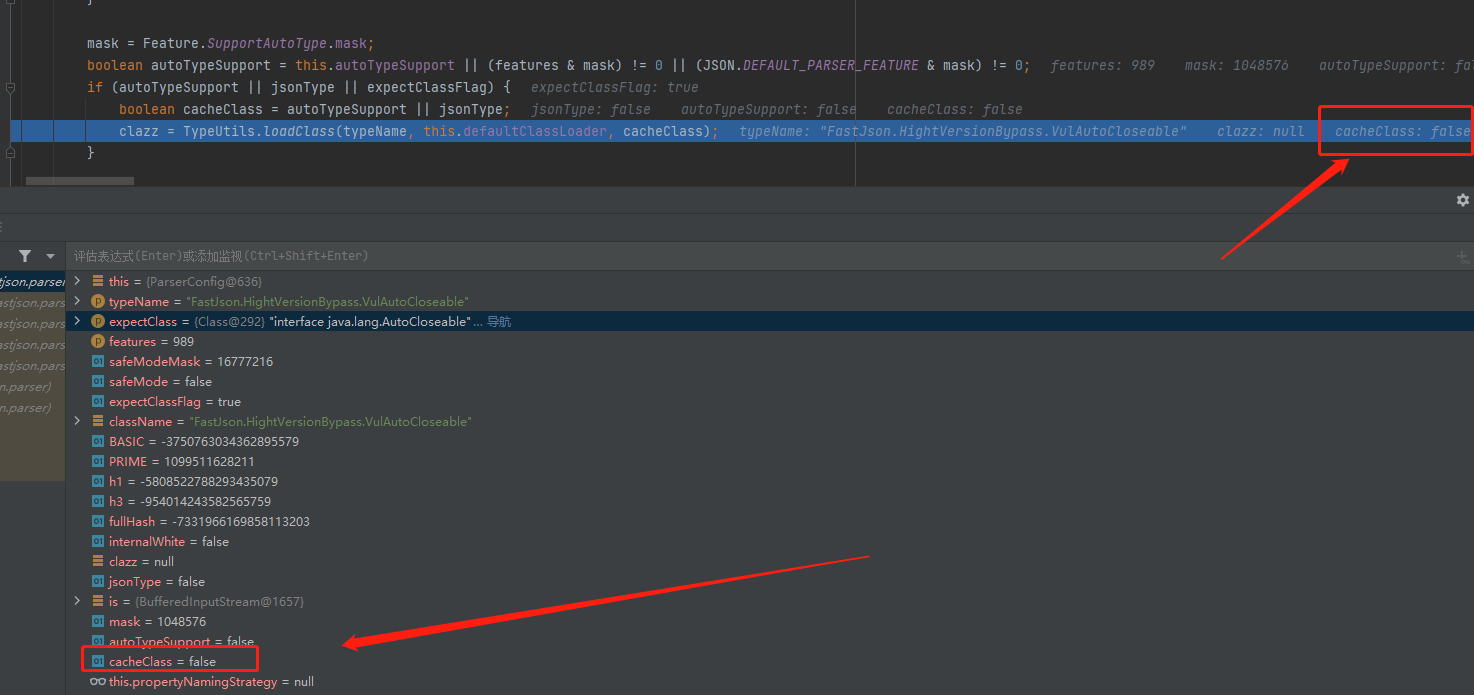 }
mask = Feature.SupportAutoType.mask;
boolean autoTypeSupport = this.autoTypeSupport || (features & mask) != 0 || (JSON.DEFAULT_PARSER_FEATURE & mask) != 0; features: 989 mask: 1048576 autoTypeSupport: fal
if (autoTypeSupport || jsonType || expectClassFlag) { expectClassFlag: true
boolean cacheClass = autoTypeSupport || jsonType; jsonType: false autoTypeSupport: false cacheClass: false
clazz = TypeUtils.loadClass(typeName, this.defaultClassLoader, cacheClass); typeName: "FastJson.HightVersionBypass.VulAutoCloseable" clazz: null cacheClass: false
}
评估表达式(Enter)或添加监视(Ctrl+Shift+Enter)
tjson.parser
this = {ParserConfig@636}
astjson.pars
typeName = "FastJson.HightVersionBypass.VulAutoCloseable"
astjson.pars
expectClass = {Class@292} "interface java.lang.AutoCloseable" ... 导航
astjson.pars
features = 989
astjson.pars
safeModeMask = 16777216
n.parser)
safeMode = false
n.parser)
expectClassFlag = true
className = "FastJson.HightVersionBypass.VulAutoCloseable"
BASIC = -3750763034362895579
PRIME = 1099511628211
h1 = -5808522788293435079
h3 = -954014243582565759
fullHash = -7331966169858113203
internalWhite = false
clazz = null
jsonType = false
is = {BufferedInputStream@1657}
mask = 1048576
autoTypeSupport = false
cacheClass = false
this.propertyNamingStrategy = null